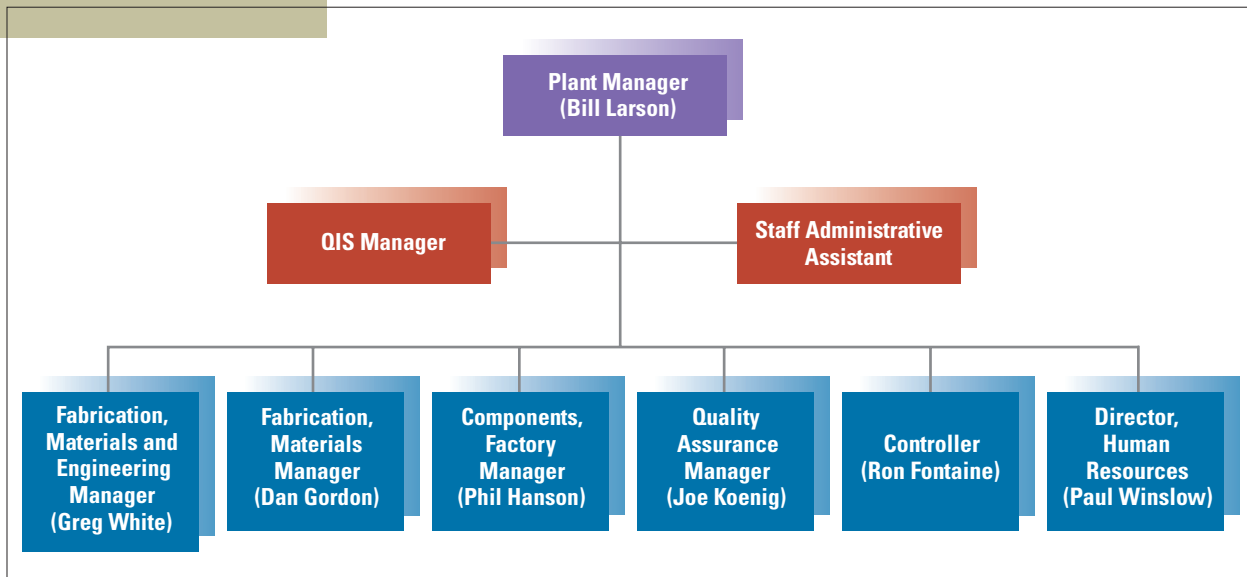 Plant Manager
(Bill Larson)
QIS Manager
Staff Administrative
Assistant
Fabrication,
Materials and
Engineering
Manager
(Greg White)
Fabrication,
Materials
Manager
(Dan Gordon)
Components,
Factory
Manager
(Phil Hanson)
Quality
Assurance
Manager
(Joe Koenig)
Controller
(Ron Fontaine)
Director,
Human
Resources
(Paul Winslow)